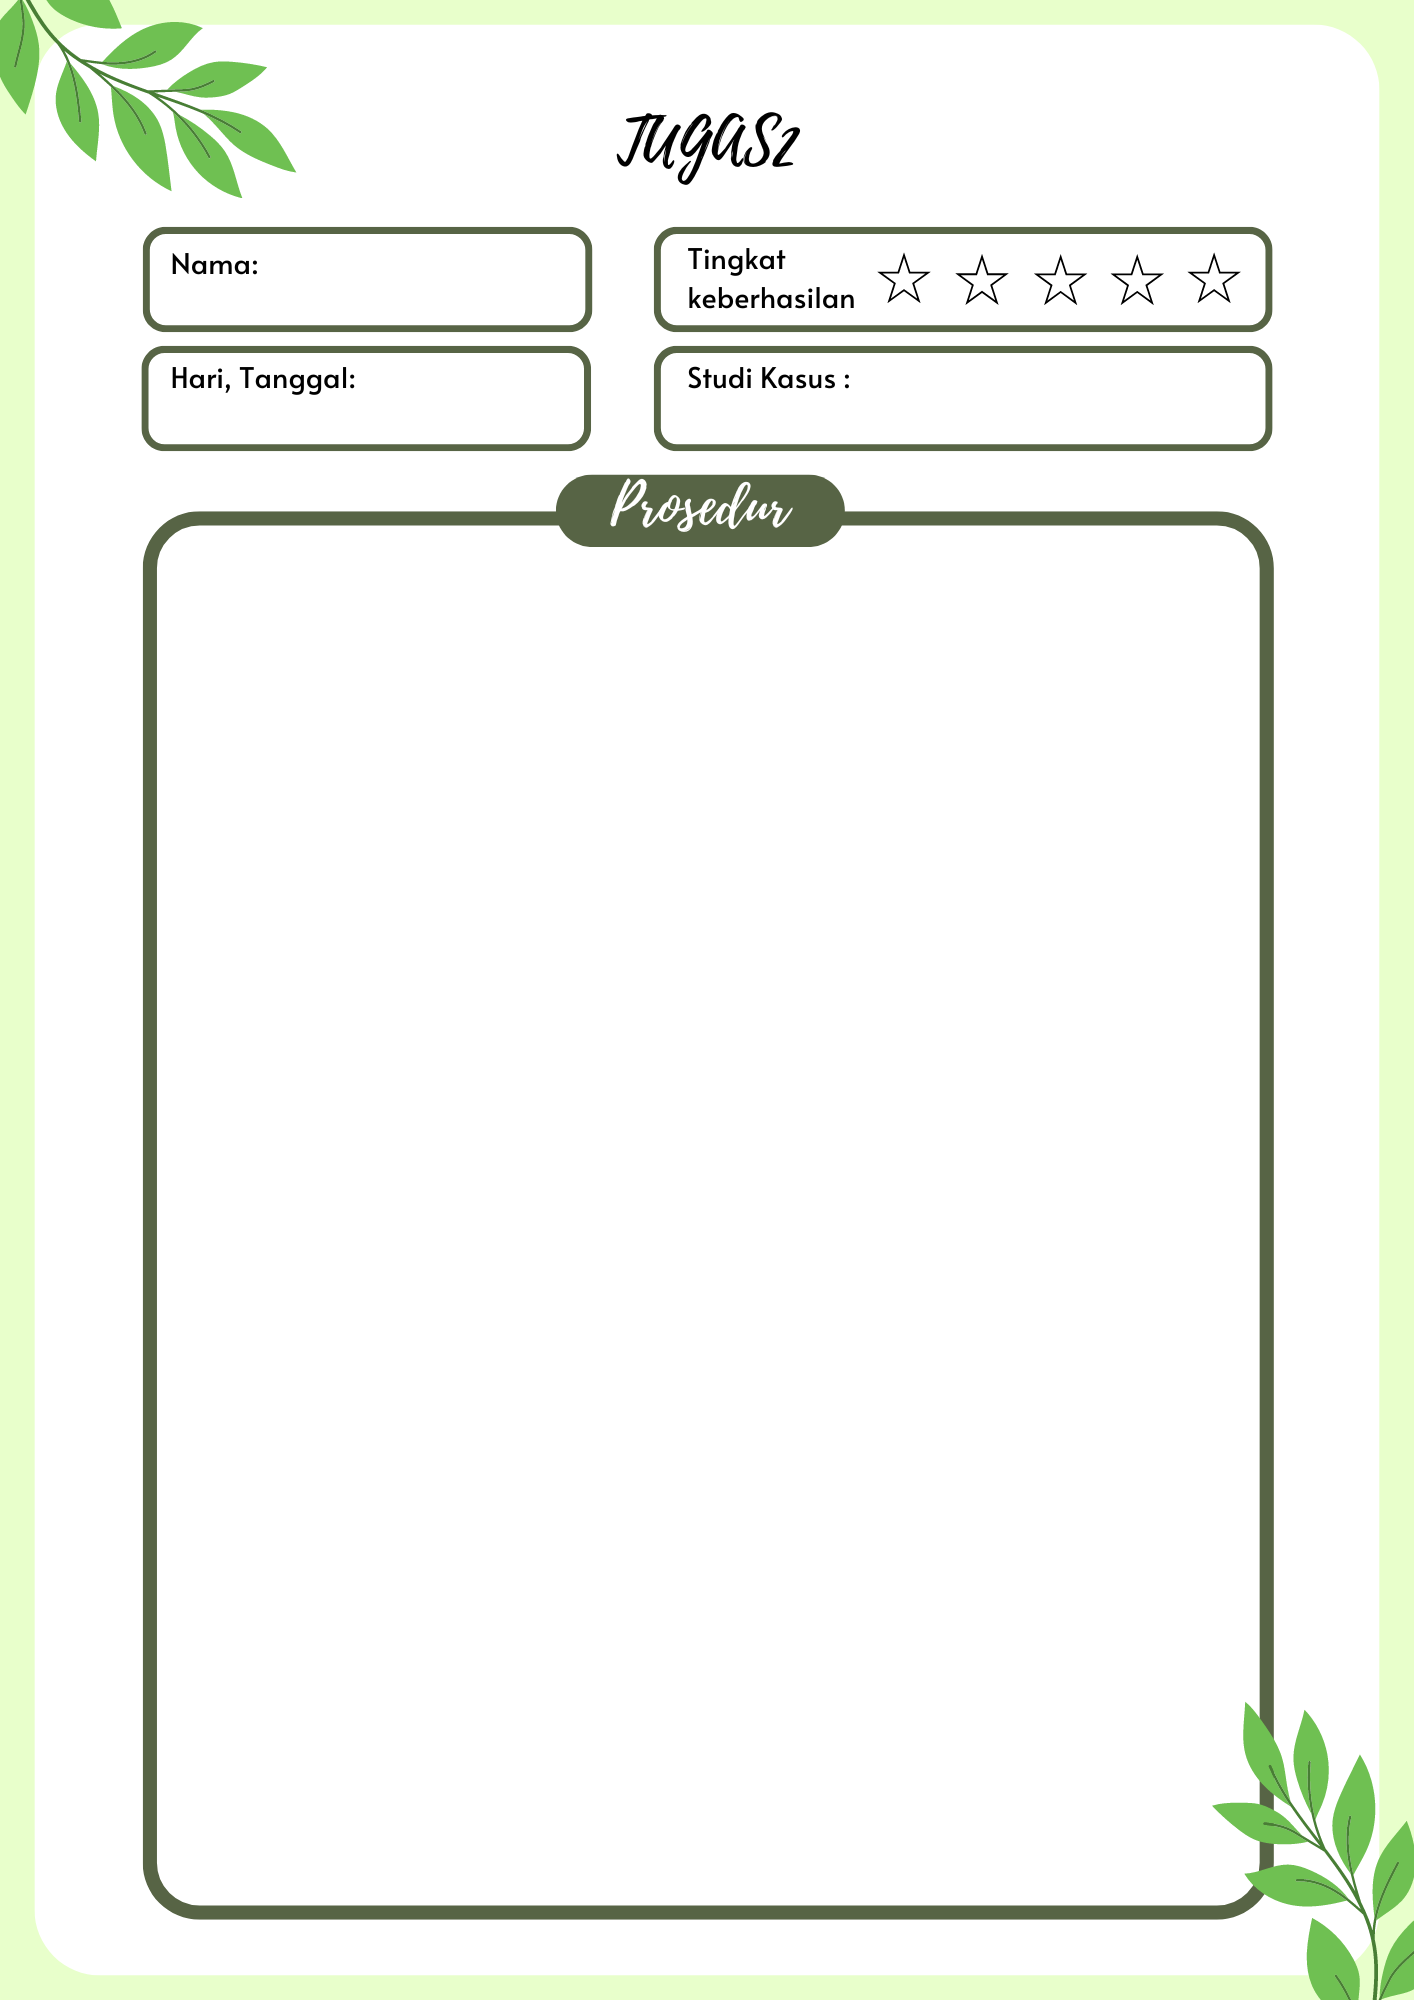 TUGAS2
Nama:
Tingkat
keberhasilan
Hari, Tanggal:
Studi Kasus :
Prosedur